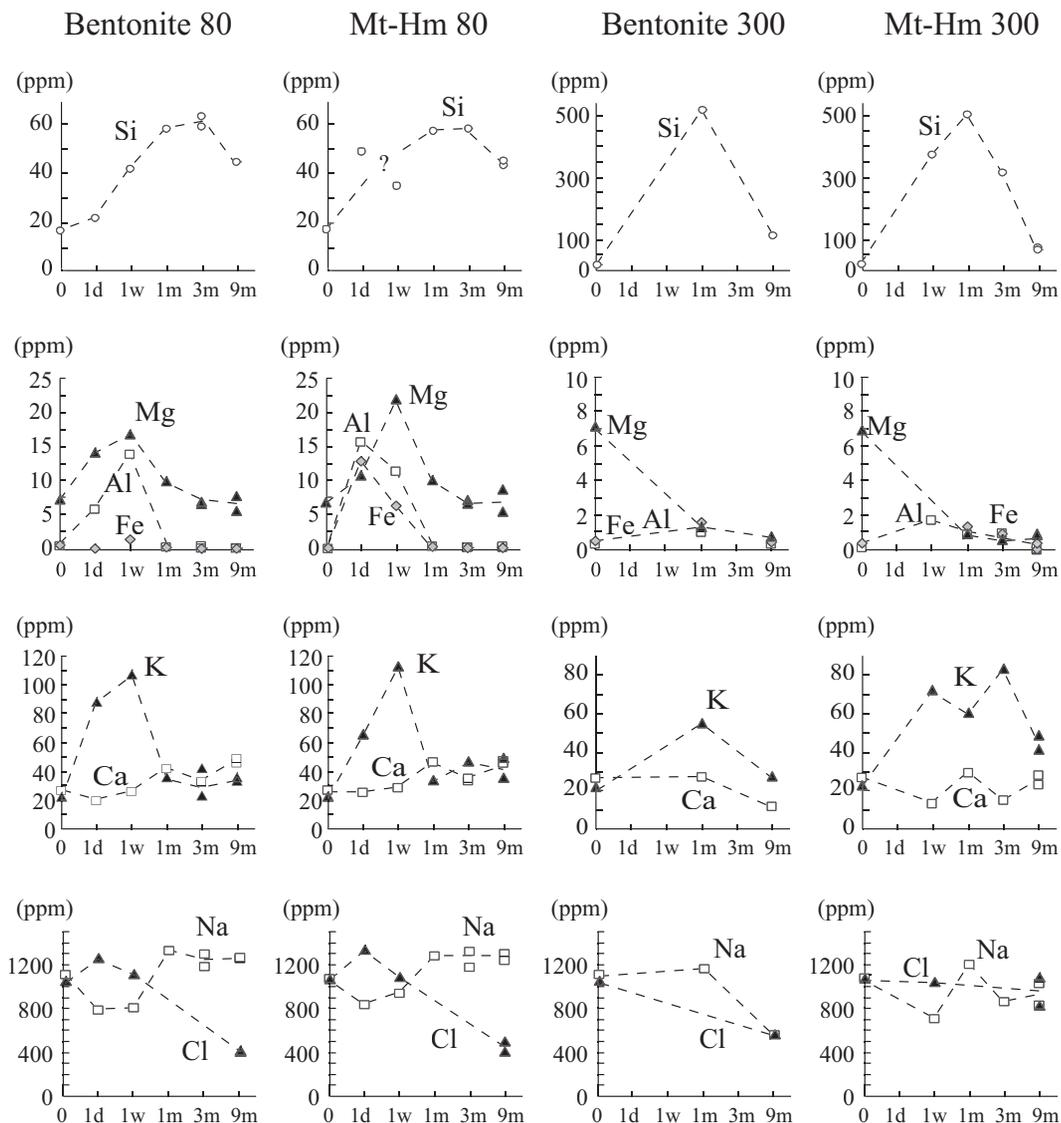 Bentonite 80 Mt-Hm 80 Bentonite 300 Mt-Hm 300
(ppm) (ppm) (ppm) (ppm)
60 Si 60 Si 500 Si 500 Si
40 40 ? 300 300
20 20 100 100
0 0 0 0
0 1d 1w 1m 3m 9m 0 1d 1w 1m 3m 9m 0 1d 1w 1m 3m 9m 0 1d 1w 1m 3m 9m
(ppm) (ppm) (ppm) (ppm)
25 25 10 10
20 Mg 20 Mg 8 8
15 15 Al 6 Mg 6 Mg
10 Al 10 4 4
5 Fe 5 Fe 2 Fe Al 2 Al Fe
0 0 0 0
0 1d 1w 1m 3m 9m 0 1d 1w 1m 3m 9m 0 1d 1w 1m 3m 9m 0 1d 1w 1m 3m 9m
(ppm) (ppm) (ppm) (ppm)
120 K 120 K
100 100 80 80 K
80 80 60 K 60
60 60 40 40
40 Ca 40 Ca 20 Ca 20 Ca
20 20
0 0 0 0
0 1d 1w 1m 3m 9m 0 1d 1w 1m 3m 9m 0 1d 1w 1m 3m 9m 0 1d 1w 1m 3m 9m
(ppm) (ppm) (ppm) (ppm)
Na Na Na Na
1200 1200 1200 1200 Cl
800 800 800 800
400 Cl 400 Cl 400 Cl 400
0 0 0 0
0 1d 1w 1m 3m 9m 0 1d 1w 1m 3m 9m 0 1d 1w 1m 3m 9m 0 1d 1w 1m 3m 9m